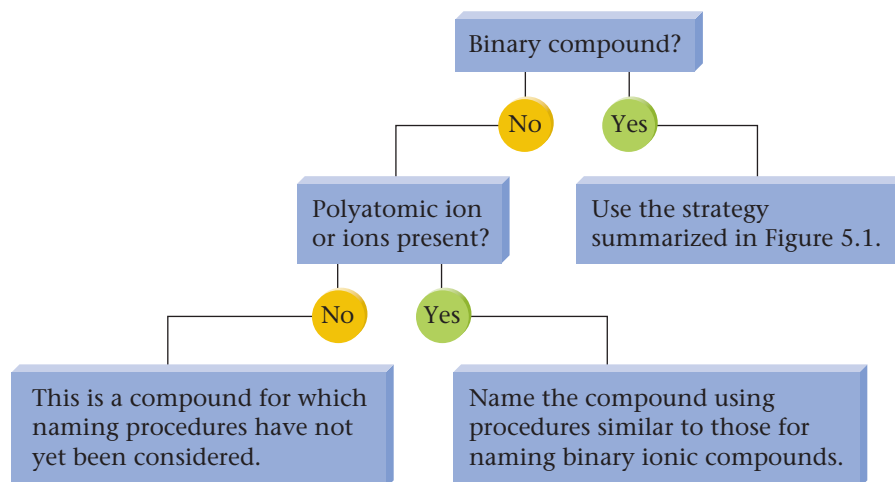 Binary compound?
No
Yes
Polyatomic ion
or ions present?
Use the strategy
summarized in Figure 5.1.
No
Yes
This is a compound for which
naming procedures have not
yet been considered.
Name the compound using
procedures similar to those for
naming binary ionic compounds.